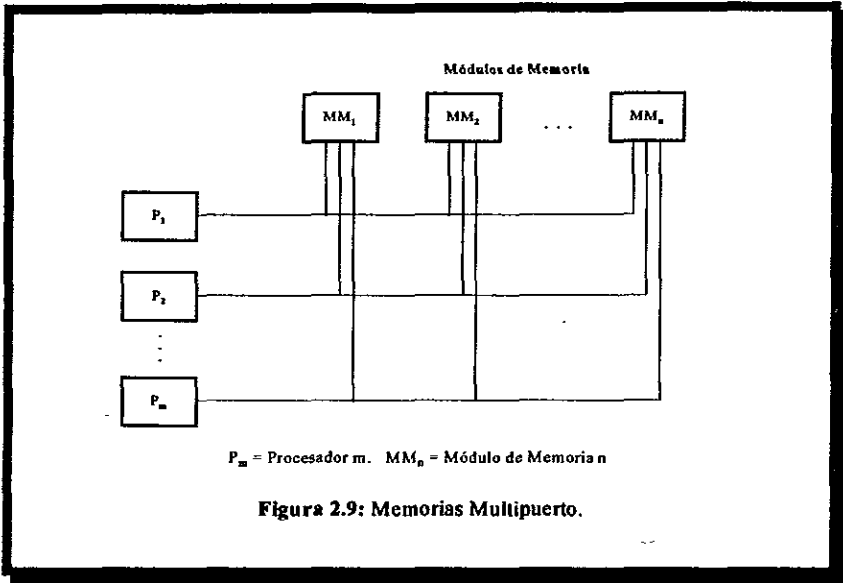 Módulos de Memoria
MM₁ MM₂ . . . MMₙ
P₁
P₂
Pₘ
Pₘ = Procesador m. MMₙ = Módulo de Memoria n
Figura 2.9: Memorias Multipuerto.